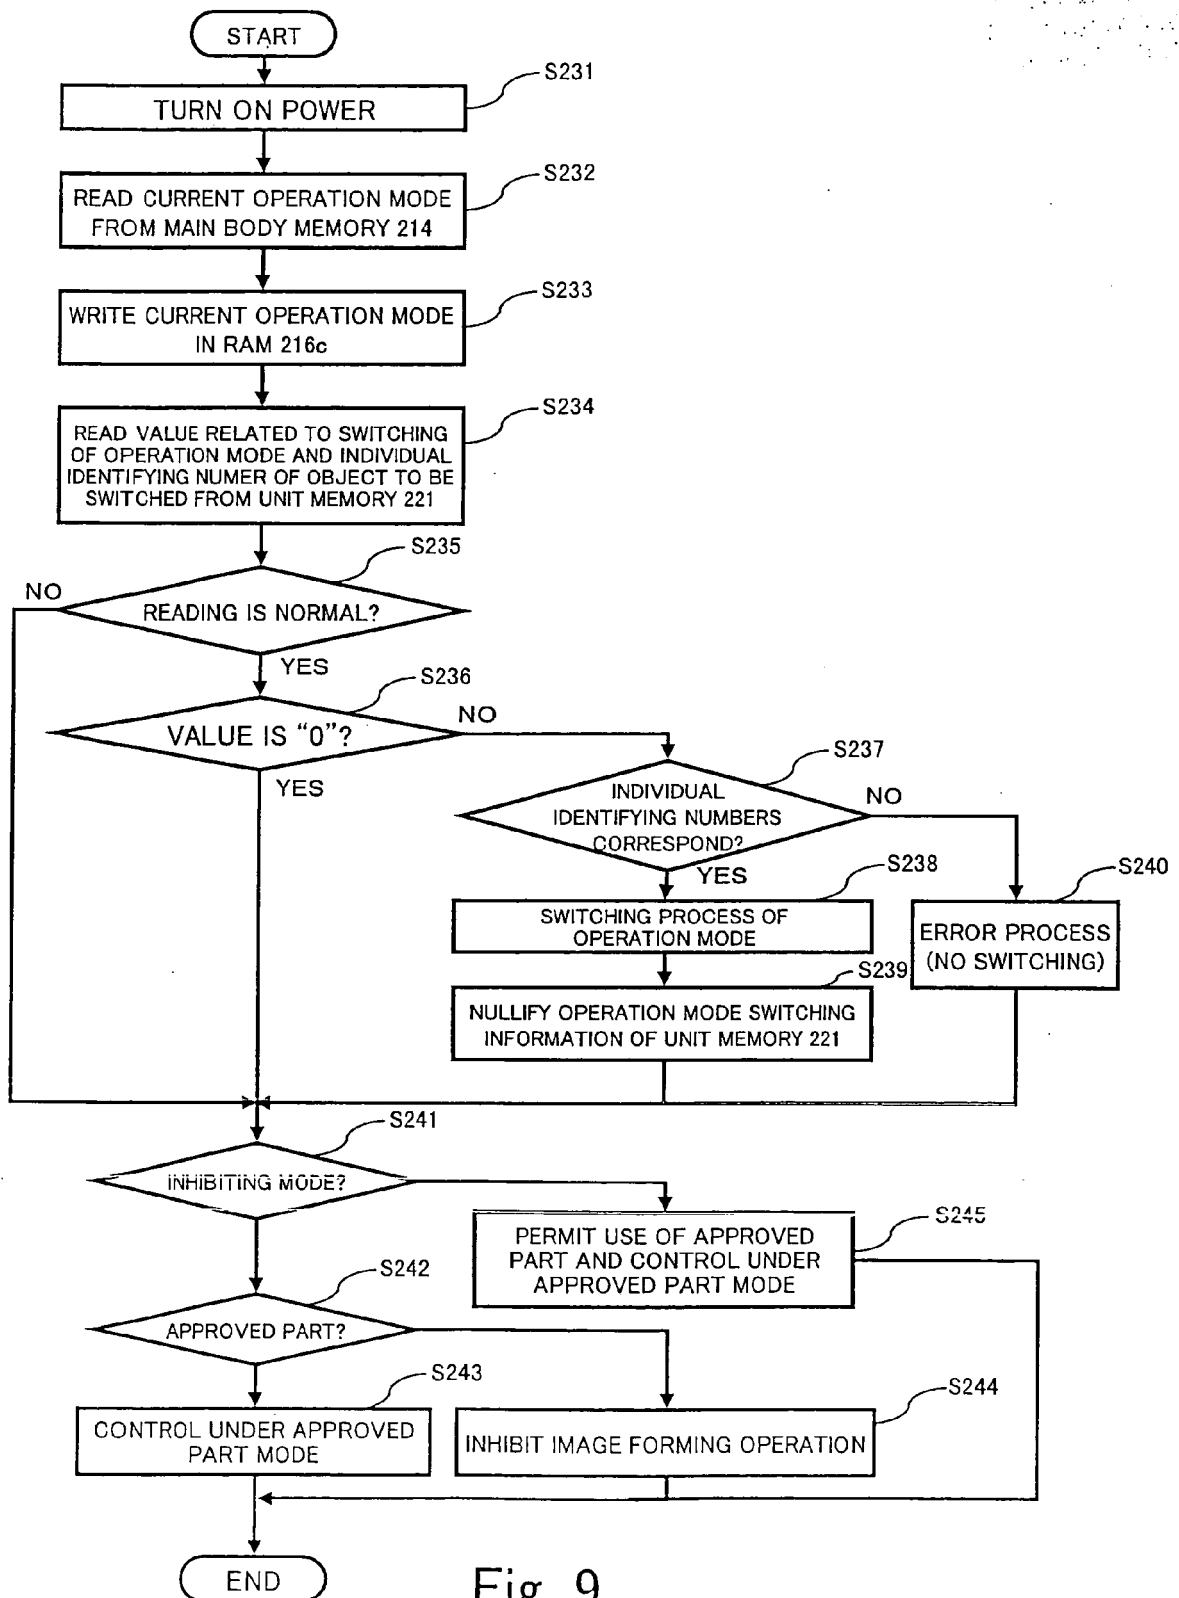 START
S231
TURN ON POWER
S232
READ CURRENT OPERATION MODE
FROM MAIN BODY MEMORY 214
S233
WRITE CURRENT OPERATION MODE
IN RAM 216c
S234
READ VALUE RELATED TO SWITCHING
OF OPERATION MODE AND INDIVIDUAL
IDENTIFYING NUMER OF OBJECT TO BE
SWITCHED FROM UNIT MEMORY 221
S235
NO
READING IS NORMAL?
YES
S236
NO
VALUE IS “0”?
YES
S237
INDIVIDUAL
IDENTIFYING NUMBERS
CORRESPOND?
NO
YES
S238
S240
SWITCHING PROCESS OF
OPERATION MODE
ERROR PROCESS
(NO SWITCHING)
S239
NULLIFY OPERATION MODE SWITCHING
INFORMATION OF UNIT MEMORY 221
S241
INHIBITING MODE?
S245
PERMIT USE OF APPROVED
PART AND CONTROL UNDER
APPROVED PART MODE
S242
APPROVED PART?
S243
S244
CONTROL UNDER APPROVED
PART MODE
INHIBIT IMAGE FORMING OPERATION
END
Fig. 9